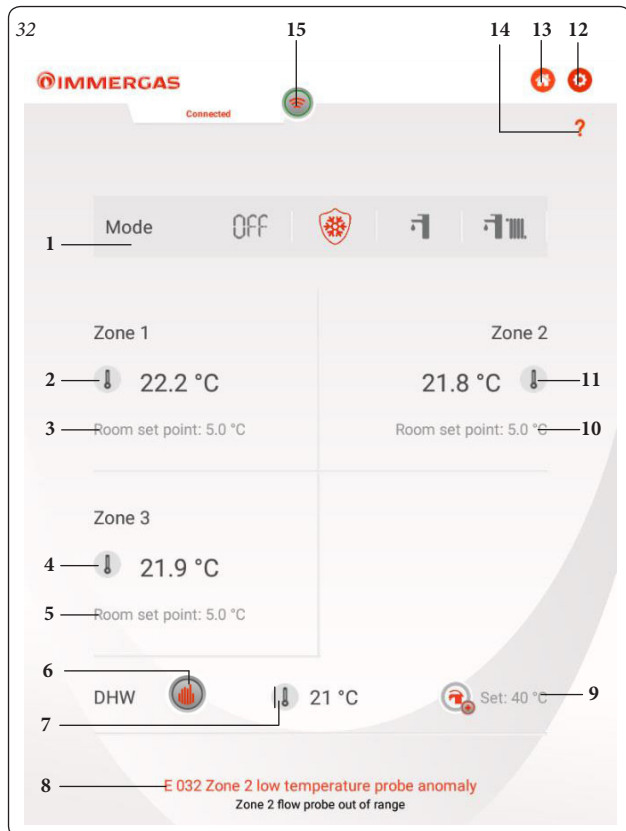 32
15
14
13
12
IMMERGAS
Connected
?
1
Mode
OFF
Zone 1
Zone 2
2
22.2 °C
21.8 °C
11
3
Room set point: 5.0 °C
Room set point: 5.0 °C
10
Zone 3
4
21.9 °C
5
Room set point: 5.0 °C
6
DHW
21 °C
Set: 40 °C
9
7
8
E 032 Zone 2 low temperature probe anomaly
Zone 2 flow probe out of range